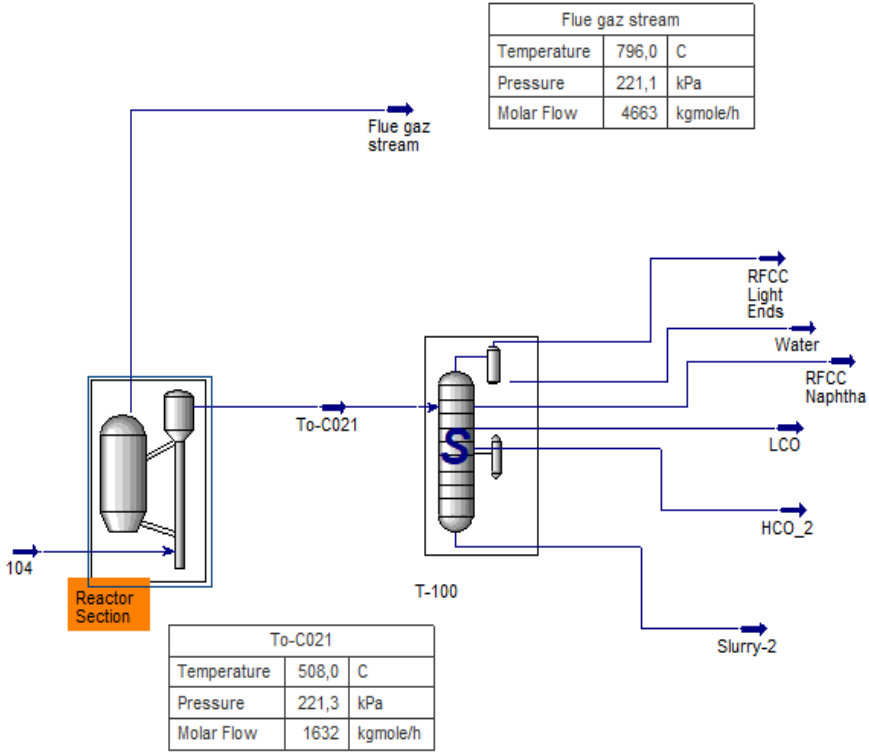 Flue gaz stream
Temperature 796,0 C
Pressure 221,1 kPa
Molar Flow 4663 kgmole/h
Flue gaz
stream
RFCC
Light
Ends
Water
RFCC
Naphtha
To-C021
LCO
S
HCO_2
104
T-100
Reactor
Section
Slurry-2
To-C021
Temperature 508,0 C
Pressure 221,3 kPa
Molar Flow 1632 kgmole/h